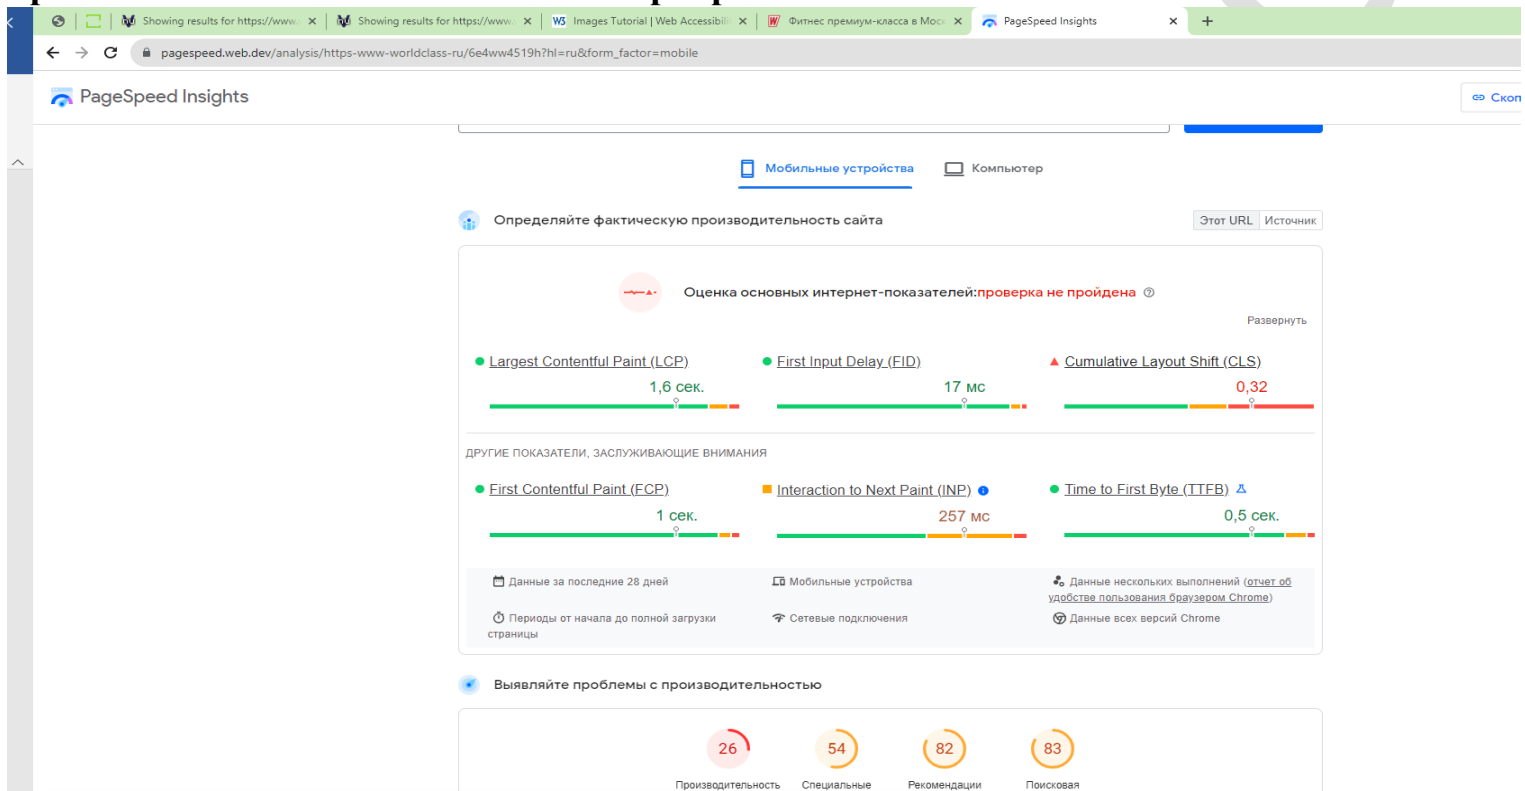 Showing results for https://www.
Showing results for https://www.
Images Tutorial | Web Accessibili
Фитнес премиум-класса в Моск
PageSpeed Insights
pagespeed.web.dev/analysis/https-www-worldclass-ru/6e4ww4519h?hl=ru&form_factor=mobile
PageSpeed Insights
Скоп
Мобильные устройства
Компьютер
Определяйте фактическую производительность сайта
Этот URL Источник
Оценка основных интернет-показателей:проверка не пройдена
Развернуть
Largest Contentful Paint (LCP)
1,6 сек.
First Input Delay (FID)
17 мс
Cumulative Layout Shift (CLS)
0,32
ДРУГИЕ ПОКАЗАТЕЛИ, ЗАСЛУЖИВАЮЩИЕ ВНИМАНИЯ
First Contentful Paint (FCP)
1 сек.
Interaction to Next Paint (INP)
257 мс
Time to First Byte (TTFB)
0,5 сек.
Данные за последние 28 дней
Мобильные устройства
Данные нескольких выполнений (отчет об
удобстве пользования браузером Chrome)
Периоды от начала до полной загрузки
страницы
Сетевые подключения
Данные всех версий Chrome
Выявляйте проблемы с производительностью
26
54
82
83
Производительность
Специальные
Рекомендации
Поисковая